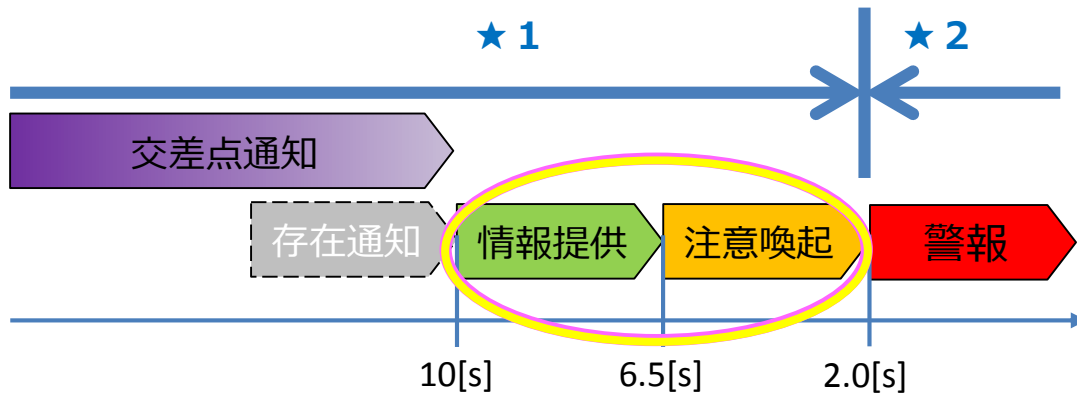 ★ 1
★ 2
交差点通知
存在通知
情報提供
注意喚起
警報
10[s]
6.5[s]
2.0[s]